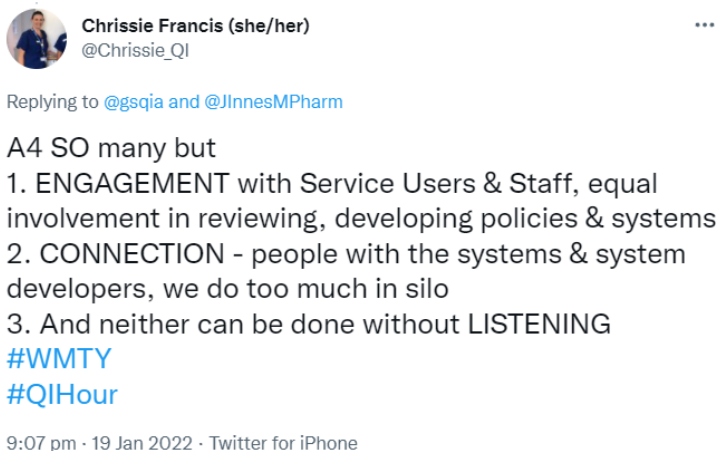 Chrissie Francis (she/her)
@Chrissie_QI
Replying to @gsqia and @JInnesMPharm
A4 SO many but
1. ENGAGEMENT with Service Users & Staff, equal
involvement in reviewing, developing policies & systems
2. CONNECTION - people with the systems & system
developers, we do too much in silo
3. And neither can be done without LISTENING
#WMTY
#QIHour
9:07 pm · 19 Jan 2022 · Twitter for iPhone